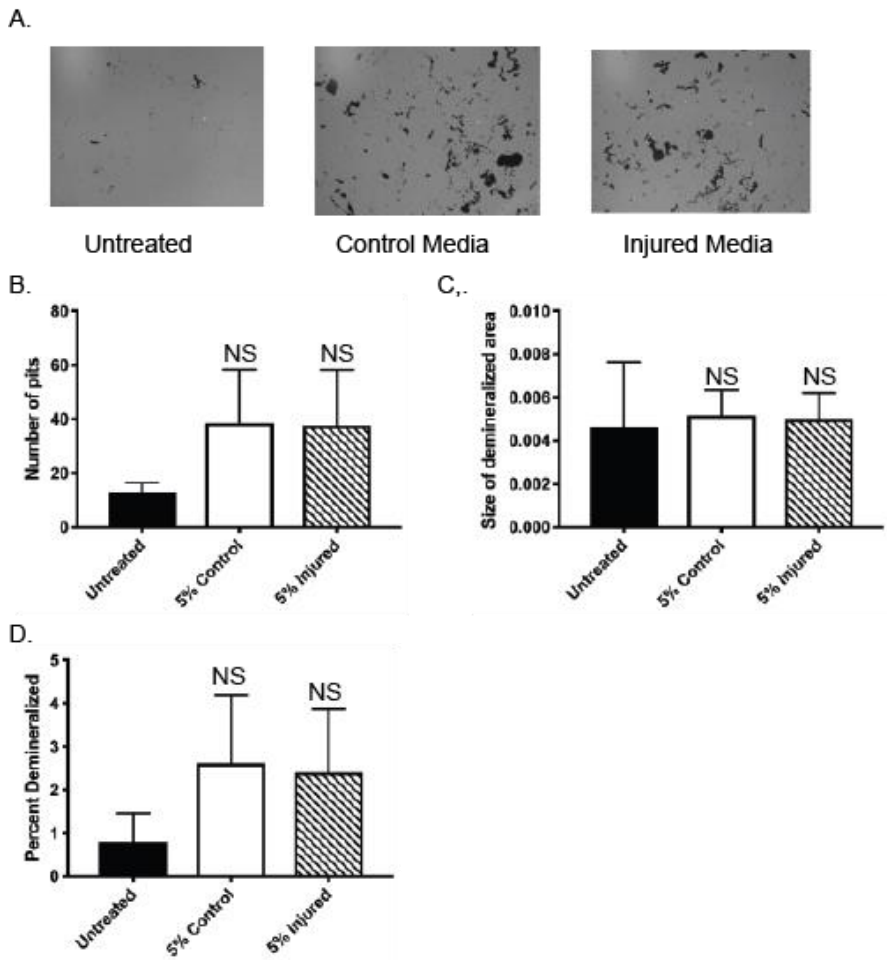 A.
Untreated
Control Media
Injured Media
B.
Number of pits
80
60
40
20
0
NS
NS
Untreated
5% Control
5% Injured
C,.
Size of demineralized area
0.010
0.008
0.006
0.004
0.002
0.000
NS
NS
Untreated
5% Control
5% Injured
D.
Percent Demineralized
5
4
3
2
1
0
NS
NS
Untreated
5% Control
5% Injured